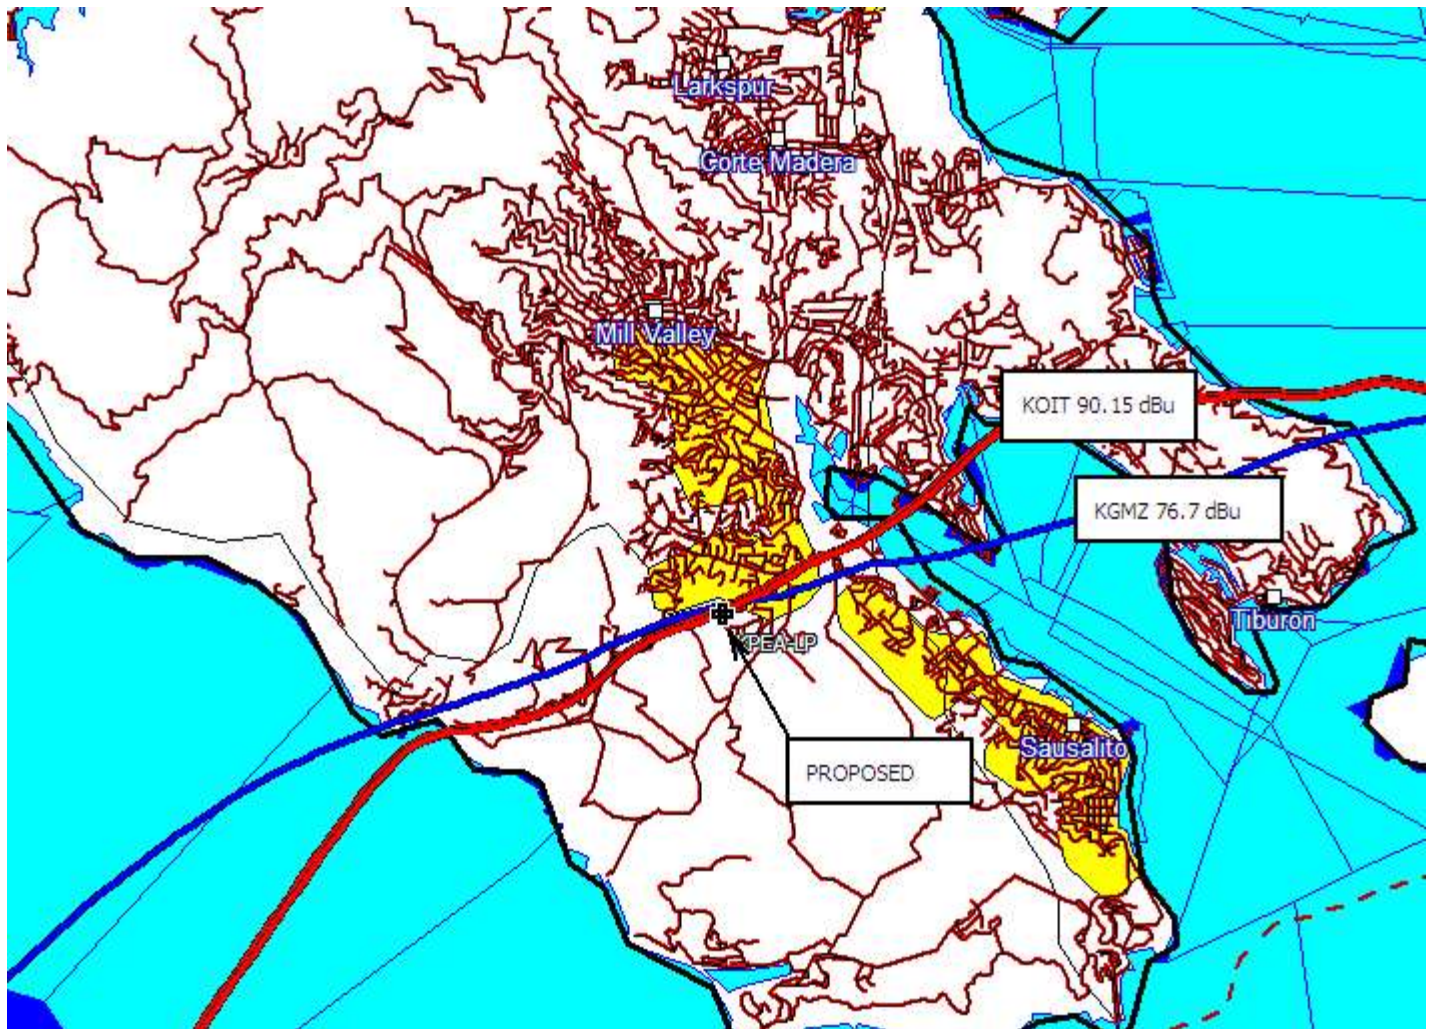 Larkspur
Corte Madera
Mill Valley
KOIT 90.15 dBu
KGMZ 76.7 dBu
Tiburon
KPEA-LP
Sausalito
PROPOSED